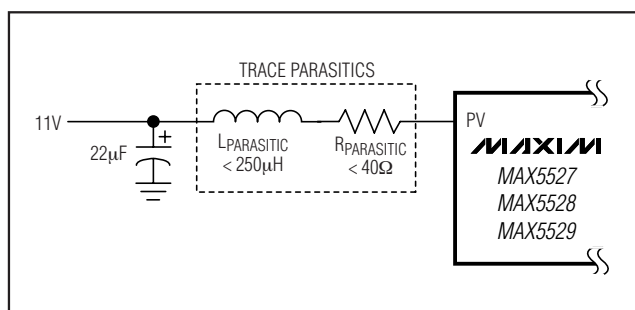 TRACE PARASITICS
11V
+
22μF
LPARASITIC
< 250μH
RPARASITIC
< 40Ω
PV
MAXIM
MAX5527
MAX5528
MAX5529